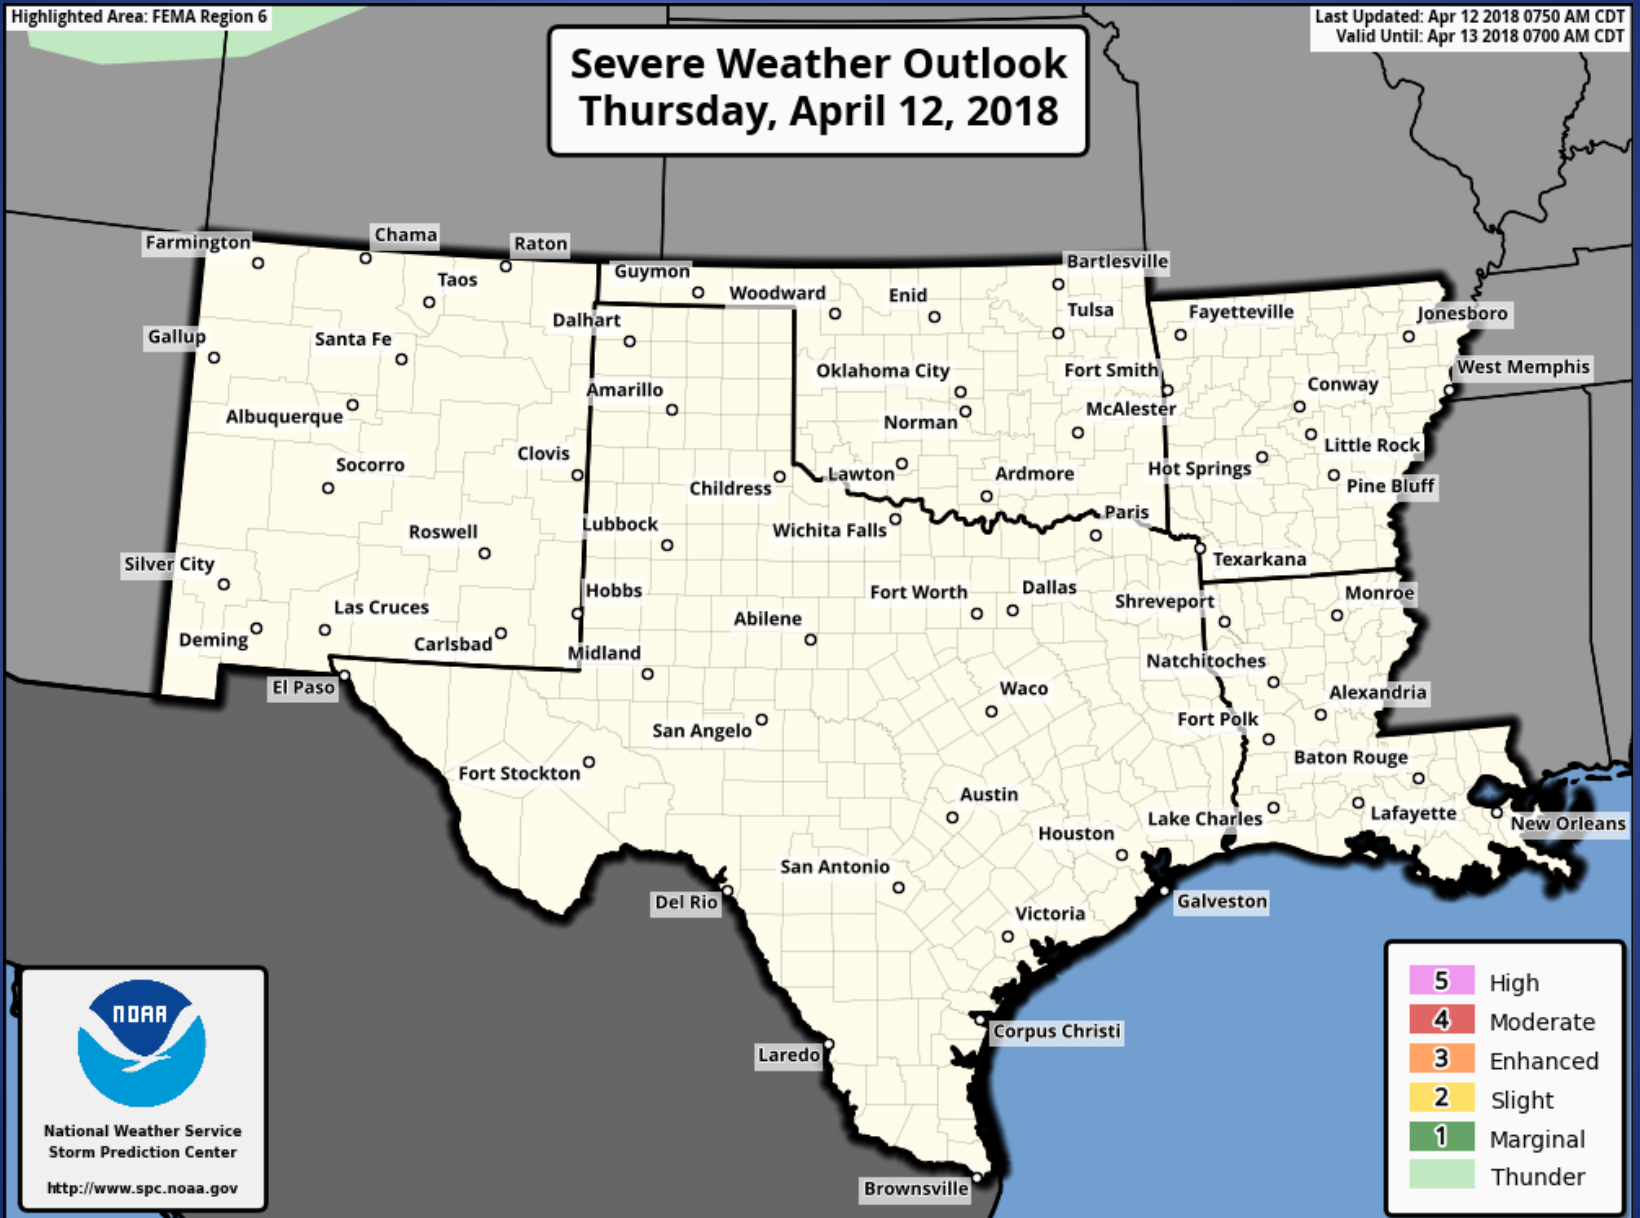 Highlighted Area: FEMA Region 6
Last Updated: Apr 12 2018 0750 AM CDT
Valid Until: Apr 13 2018 0700 AM CDT
Severe Weather Outlook
Thursday, April 12, 2018
Farmington
Chama
Raton
Taos
Guymon
Woodward
Enid
Bartlesville
Tulsa
Fayetteville
Jonesboro
Gallup
Santa Fe
Dalhart
Oklahoma City
Fort Smith
West Memphis
Albuquerque
Amarillo
Norman
McAlester
Conway
Little Rock
Socorro
Clovis
Childress
Lawton
Ardmore
Hot Springs
Pine Bluff
Roswell
Lubbock
Wichita Falls
Paris
Texarkana
Silver City
Las Cruces
Hobbs
Fort Worth
Dallas
Shreveport
Monroe
Deming
Carlsbad
Midland
Abilene
Natchitoches
El Paso
San Angelo
Waco
Fort Polk
Alexandria
Fort Stockton
Austin
Baton Rouge
Houston
Lake Charles
Lafayette
New Orleans
San Antonio
Del Rio
Victoria
Galveston
Laredo
Corpus Christi
Brownsville
NOAA
National Weather Service
Storm Prediction Center
http://www.spc.noaa.gov
5 High
4 Moderate
3 Enhanced
2 Slight
1 Marginal
Thunder